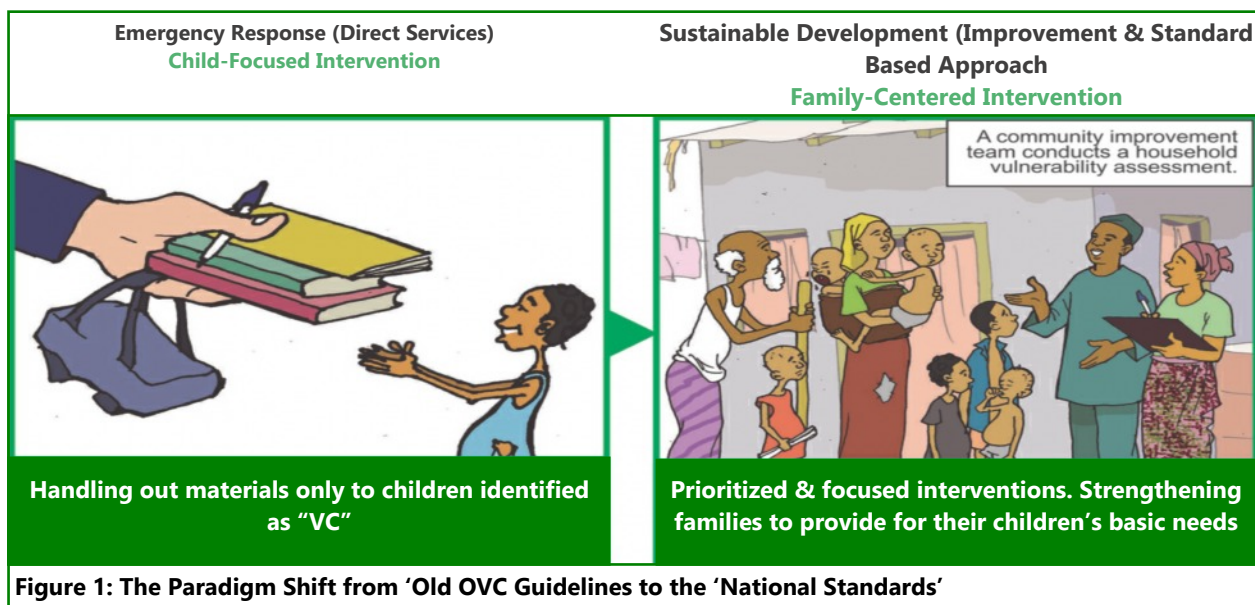 Emergency Response (Direct Services)
Child-Focused Intervention
Sustainable Development (Improvement & Standard
Based Approach
Family-Centered Intervention
A community improvement
team conducts a household
vulnerability assessment.
Handling out materials only to children identified
as “VC”
Prioritized & focused interventions. Strengthening
families to provide for their children’s basic needs
Figure 1: The Paradigm Shift from ‘Old OVC Guidelines to the ‘National Standards’